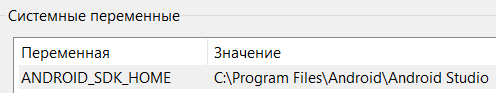 Системные переменные
Переменная Значение
ANDROID_SDK_HOME C:\Program Files\Android\Android Studio